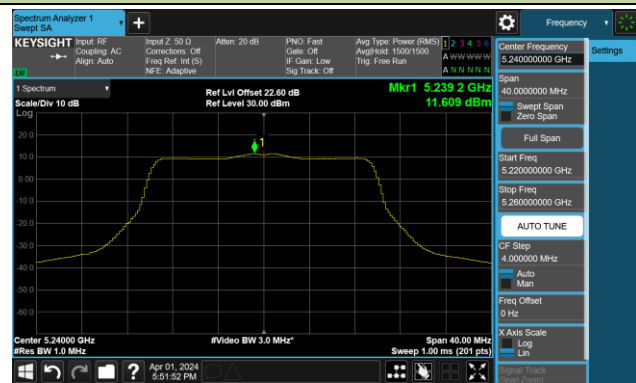 Spectrum Analyzer 1
Swept SA
Frequency
KEYSIGHT
Input: RF
Coupling: AC
Align: Auto
Input Z: 50 Ω
Corrections: Off
Freq Ref: Int (S)
NFE: Adaptive
Atten: 20 dB
PNO: Fast
Gate: Off
IF Gain: Low
Sig Track: Off
Avg Type: Power (RMS)
Avg|Hold: 1500/1500
Trig: Free Run
1 2 3 4 5 6
A W W W W W
A N N N N N
1 Spectrum
Scale/Div 10 dB
Log
Ref Lvl Offset 22.60 dB
Ref Level 30.00 dBm
Mkr1 5.239 2 GHz
11.609 dBm
1
20.0
10.0
0.00
-10.0
-20.0
-30.0
-40.0
-50.0
-60.0
Center 5.24000 GHz
#Res BW 1.0 MHz
#Video BW 3.0 MHz*
Span 40.00 MHz
Sweep 1.00 ms (201 pts)
Center Frequency
5.240000000 GHz
Span
40.0000000 MHz
Swept Span
Zero Span
Full Span
Start Freq
5.220000000 GHz
Stop Freq
5.260000000 GHz
AUTO TUNE
CF Step
4.000000 MHz
Auto
Man
Freq Offset
0 Hz
X Axis Scale
Log
Lin
Signal Track
(Span Zoom)
Settings
Apr 01, 2024
5:51:52 PM